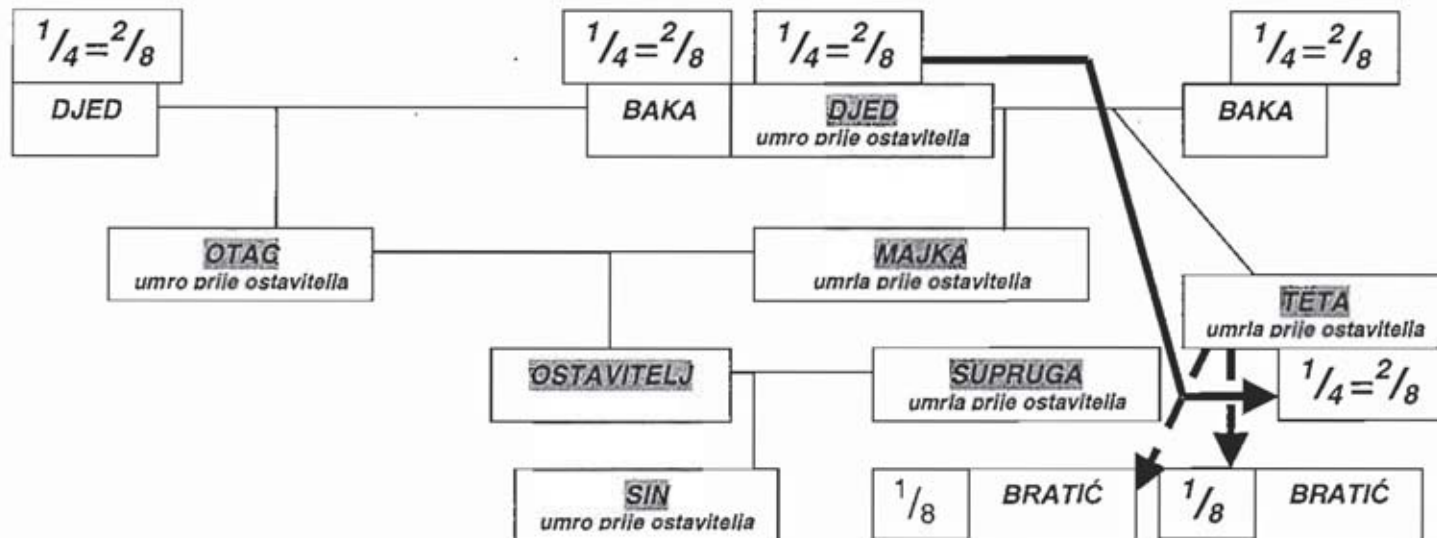 1/4=2/8
1/4=2/8
1/4=2/8
1/4=2/8
DJED
BAKA
DJED
umro prije ostavitelja
BAKA
OTAC
umro prije ostavitelja
MAJKA
umrla prije ostavitelja
TETA
umrla prije ostavitelja
OSTAVITELJ
SUPRUGA
umrla prije ostavitelja
1/4=2/8
SIN
umro prije ostavitelja
1/8
BRATIĆ
1/8
BRATIĆ